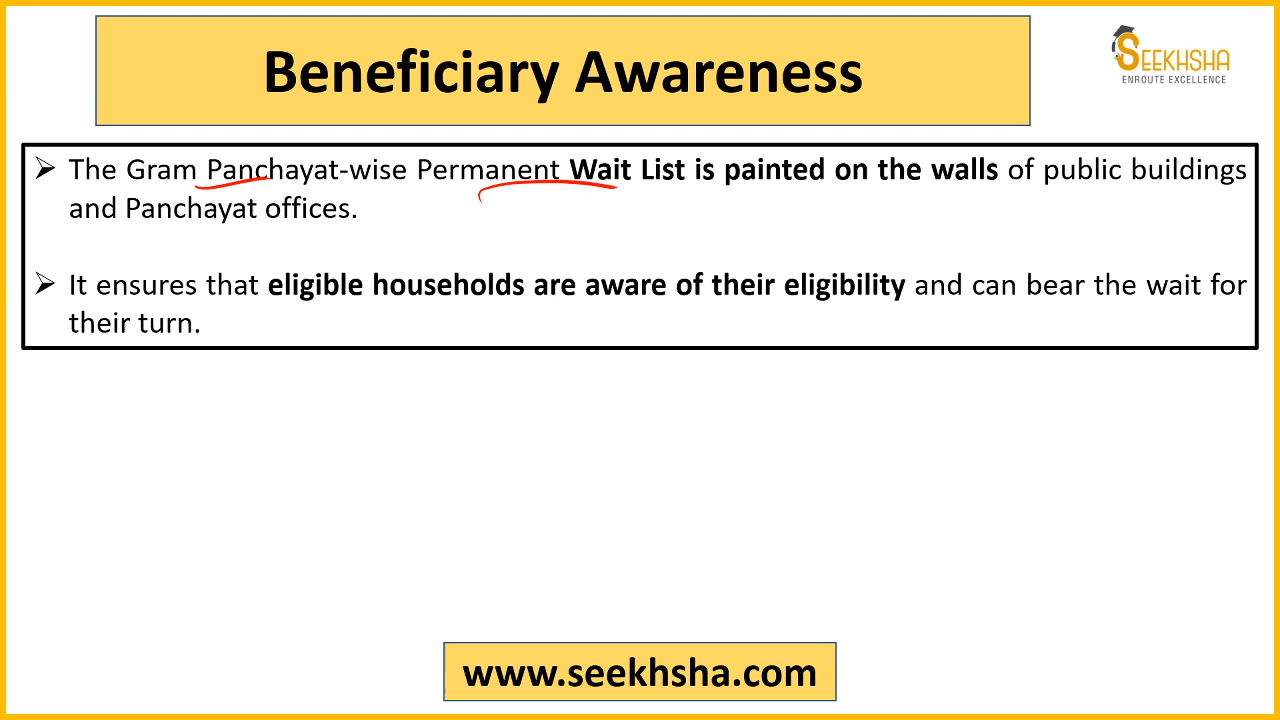 Beneficiary Awareness
SEEKHSHA
ENROUTE EXCELLENCE
➢ The Gram Panchayat-wise Permanent Wait List is painted on the walls of public buildings
and Panchayat offices.
➢ It ensures that eligible households are aware of their eligibility and can bear the wait for
their turn.
www.seekhsha.com